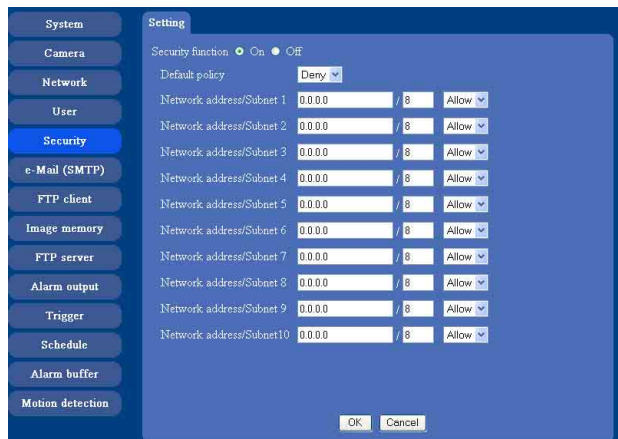 System
Camera
Network
User
Security
e-Mail (SMTP)
FTP client
Image memory
FTP server
Alarm output
Trigger
Schedule
Alarm buffer
Motion detection
Setting
Security function On Off
Default policy Deny
Network address/Subnet 1 0.0.0.0 / 8 Allow
Network address/Subnet 2 0.0.0.0 / 8 Allow
Network address/Subnet 3 0.0.0.0 / 8 Allow
Network address/Subnet 4 0.0.0.0 / 8 Allow
Network address/Subnet 5 0.0.0.0 / 8 Allow
Network address/Subnet 6 0.0.0.0 / 8 Allow
Network address/Subnet 7 0.0.0.0 / 8 Allow
Network address/Subnet 8 0.0.0.0 / 8 Allow
Network address/Subnet 9 0.0.0.0 / 8 Allow
Network address/Subnet10 0.0.0.0 / 8 Allow
OK Cancel